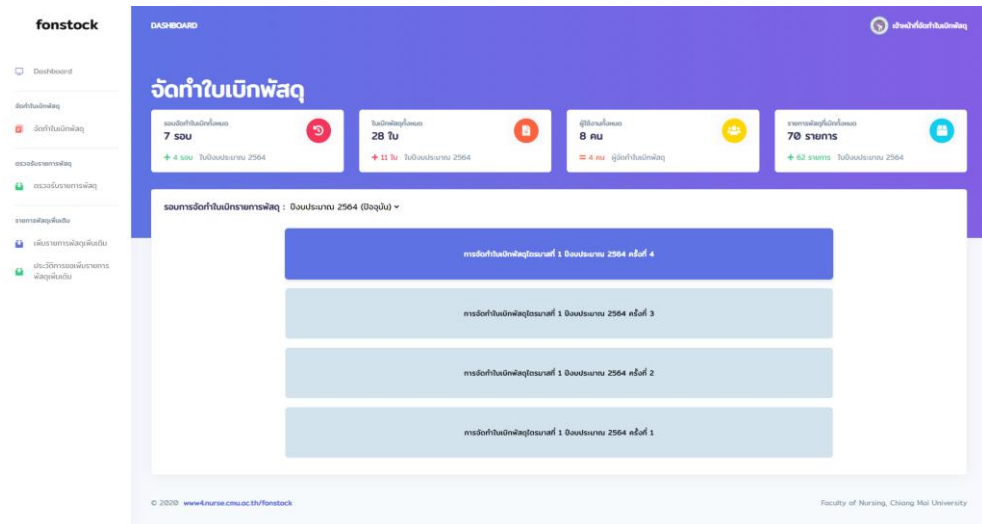 fonstock
DASHBOARD
เจ้าหน้าที่จัดทำใบเบิกพัสดุ
Dashboard
จัดทำใบเบิกพัสดุ
จัดทำใบเบิกพัสดุ
ตรวจรับรายการพัสดุ
ตรวจรับรายการพัสดุ
รายการพัสดุเพิ่มเติม
เพิ่มรายการพัสดุเพิ่มเติม
ประวัติการขอเพิ่มรายการ
พัสดุเพิ่มเติม
จัดทำใบเบิกพัสดุ
รอบจัดทำใบเบิกทั้งหมด
7 รอบ
+ 4 รอบ ในปีงบประมาณ 2564
ใบเบิกพัสดุทั้งหมด
28 ใบ
+ 11 ใบ ในปีงบประมาณ 2564
ผู้ใช้งานทั้งหมด
8 คน
= 4 คน ผู้จัดทำใบเบิกพัสดุ
รายการพัสดุที่เบิกทั้งหมด
70 รายการ
+ 62 รายการ ในปีงบประมาณ 2564
รอบการจัดทำใบเบิกรายการพัสดุ : ปีงบประมาณ 2564 (ปัจจุบัน)
การจัดทำใบเบิกพัสดุไตรมาสที่ 1 ปีงบประมาณ 2564 ครั้งที่ 4
การจัดทำใบเบิกพัสดุไตรมาสที่ 1 ปีงบประมาณ 2564 ครั้งที่ 3
การจัดทำใบเบิกพัสดุไตรมาสที่ 1 ปีงบประมาณ 2564 ครั้งที่ 2
การจัดทำใบเบิกพัสดุไตรมาสที่ 1 ปีงบประมาณ 2564 ครั้งที่ 1
© 2020 www4.nurse.cmu.ac.th/fonstock
Faculty of Nursing, Chiang Mai University